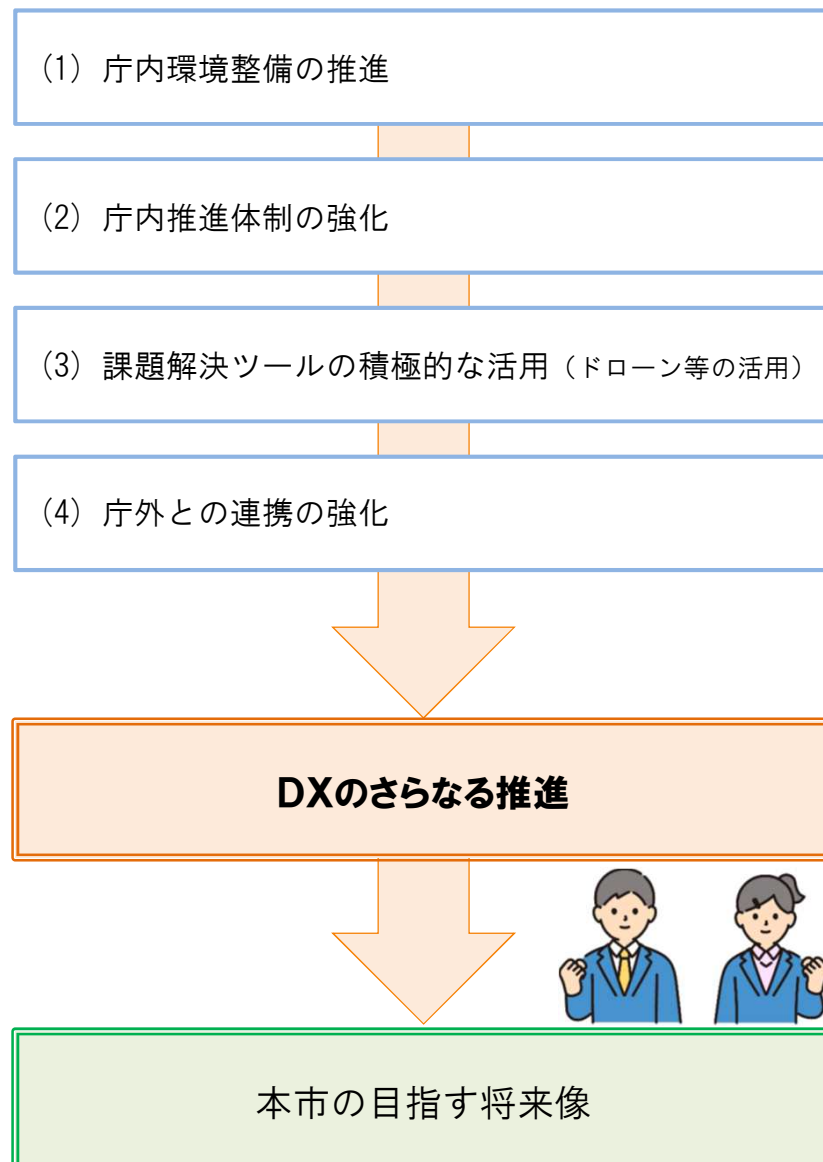 (1) 庁内環境整備の推進
(2) 庁内推進体制の強化
(3) 課題解決ツールの積極的な活用（ドローン等の活用）
(4) 庁外との連携の強化
DXのさらなる推進
本市の目指す将来像